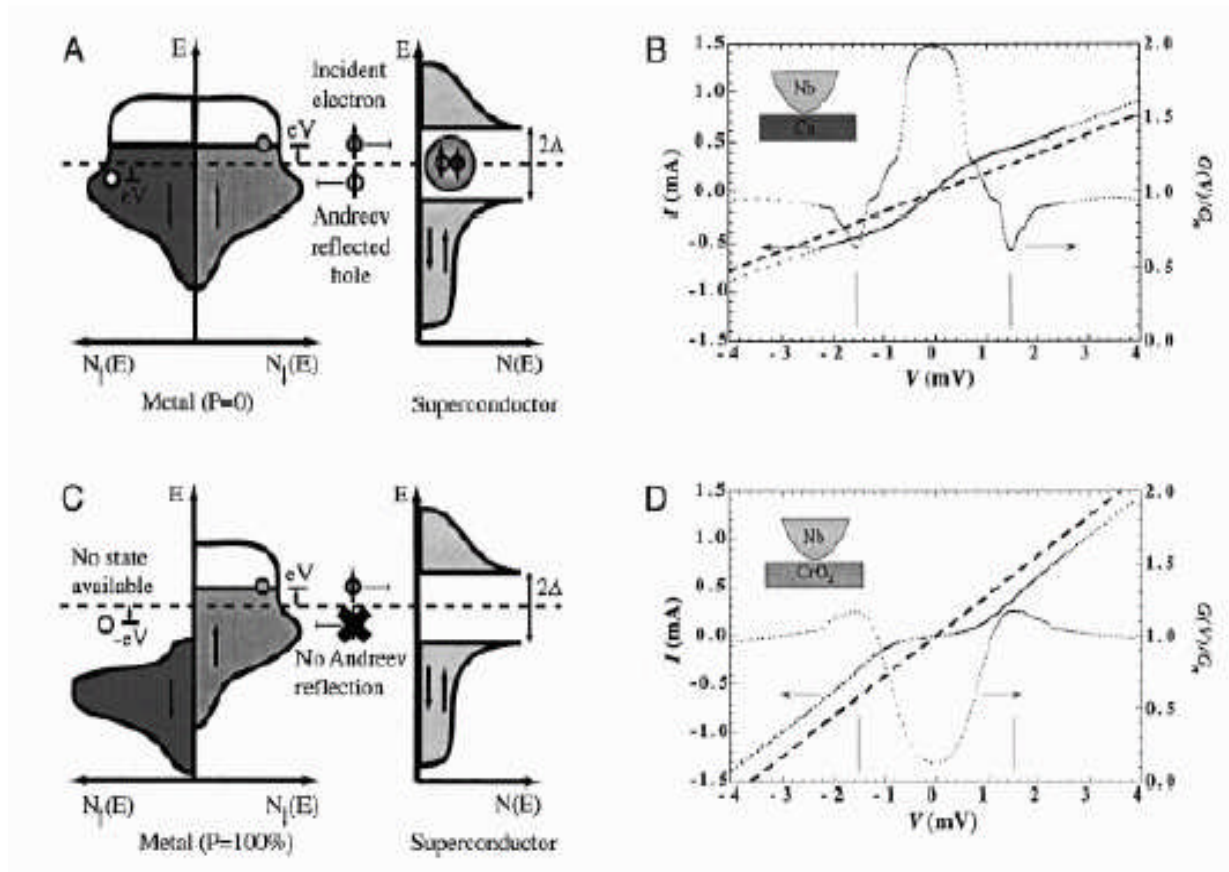 A
E
Incident
electron
eV
eV
Andreev
reflected
hole
E
2Δ
N↑(E)
N↓(E)
Metal (P=0)
N(E)
Superconductor
B
Nb
Cu
1.5
1.0
0.5
0.0
-0.5
-1.0
-1.5
I (mA)
2.0
1.5
1.0
0.5
0.0
G(V)/Gn
-4
-2
-1
0
1
2
3
4
V (mV)
C
E
No state
available
-eV
eV
No Andreev
reflection
E
2Δ
N↑(E)
N↓(E)
Metal (P=100%)
N(E)
Superconductor
D
Nb
CrO2
1.5
1.0
0.5
0.0
-0.5
-1.0
-1.5
I (mA)
2.0
1.5
1.0
0.5
0.0
G(V)/Gn
-4
-3
-2
-1
0
1
2
3
4
V (mV)